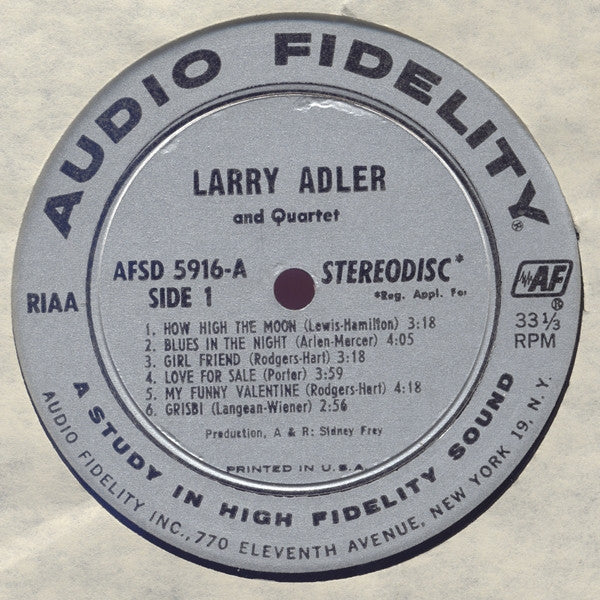 AUDIO FIDELITY®
LARRY ADLER
and Quartet
AFSD 5916-A
SIDE 1
STEREODISC*
*Reg. Appl. For
RIAA
AF®
33 1/3
RPM
1. HOW HIGH THE MOON (Lewis-Hamilton) 3:18
2. BLUES IN THE NIGHT (Arlen-Mercer) 4:05
3. GIRL FRIEND (Rodgers-Hart) 3:18
4. LOVE FOR SALE (Porter) 3:59
5. MY FUNNY VALENTINE (Rodgers-Hart) 4:18
6. GRISBI (Langean-Wiener) 2:56
Production, A & R: Sidney Frey
PRINTED IN U.S.A.
A STUDY IN HIGH FIDELITY SOUND
AUDIO FIDELITY INC., 770 ELEVENTH AVENUE, NEW YORK 19, N.Y.